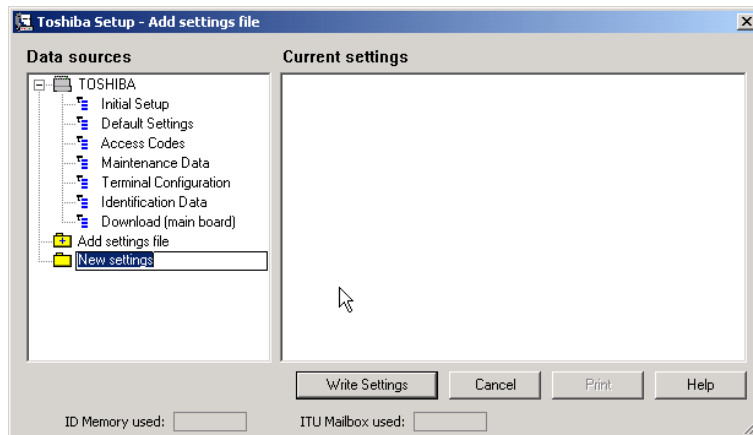 Toshiba Setup - Add settings file
Data sources
Current settings
TOSHIBA
Initial Setup
Default Settings
Access Codes
Maintenance Data
Terminal Configuration
Identification Data
Download (main board)
Add settings file
New settings
Write Settings
Cancel
Print
Help
ID Memory used:
ITU Mailbox used: